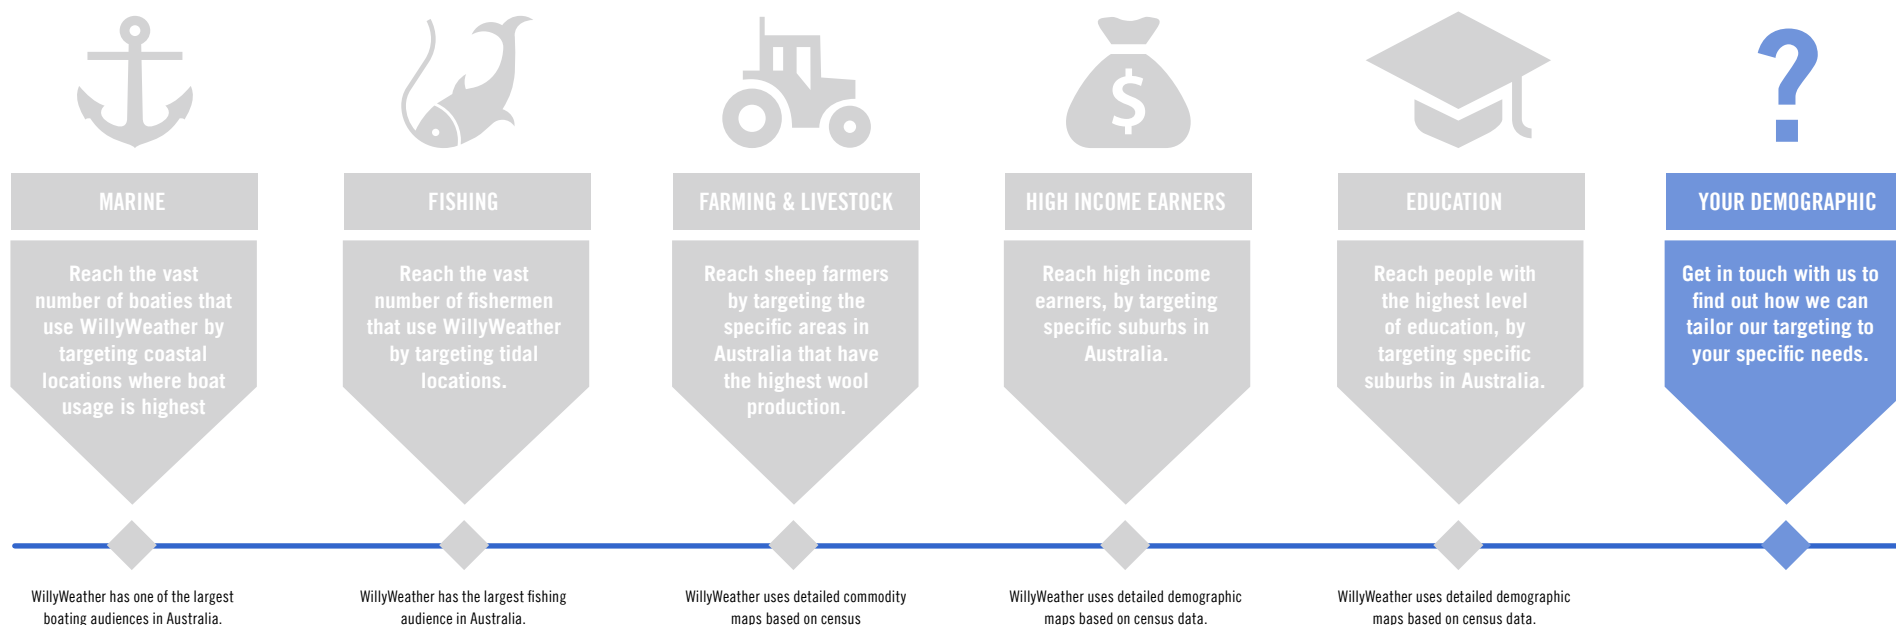 $
?
MARINE
FISHING
FARMING & LIVESTOCK
HIGH INCOME EARNERS
EDUCATION
YOUR DEMOGRAPHIC
Reach the vast
number of boaties that
use WillyWeather by
targeting coastal
locations where boat
usage is highest
Reach the vast
number of fishermen
that use WillyWeather
by targeting tidal
locations.
Reach sheep farmers
by targeting the
specific areas in
Australia that have
the highest wool
production.
Reach high income
earners, by targeting
specific suburbs in
Australia.
Reach people with
the highest level
of education, by
targeting specific
suburbs in Australia.
Get in touch with us to
find out how we can
tailor our targeting to
your specific needs.
WillyWeather has one of the largest
boating audiences in Australia.
WillyWeather has the largest fishing
audience in Australia.
WillyWeather uses detailed commodity
maps based on census
WillyWeather uses detailed demographic
maps based on census data.
WillyWeather uses detailed demographic
maps based on census data.